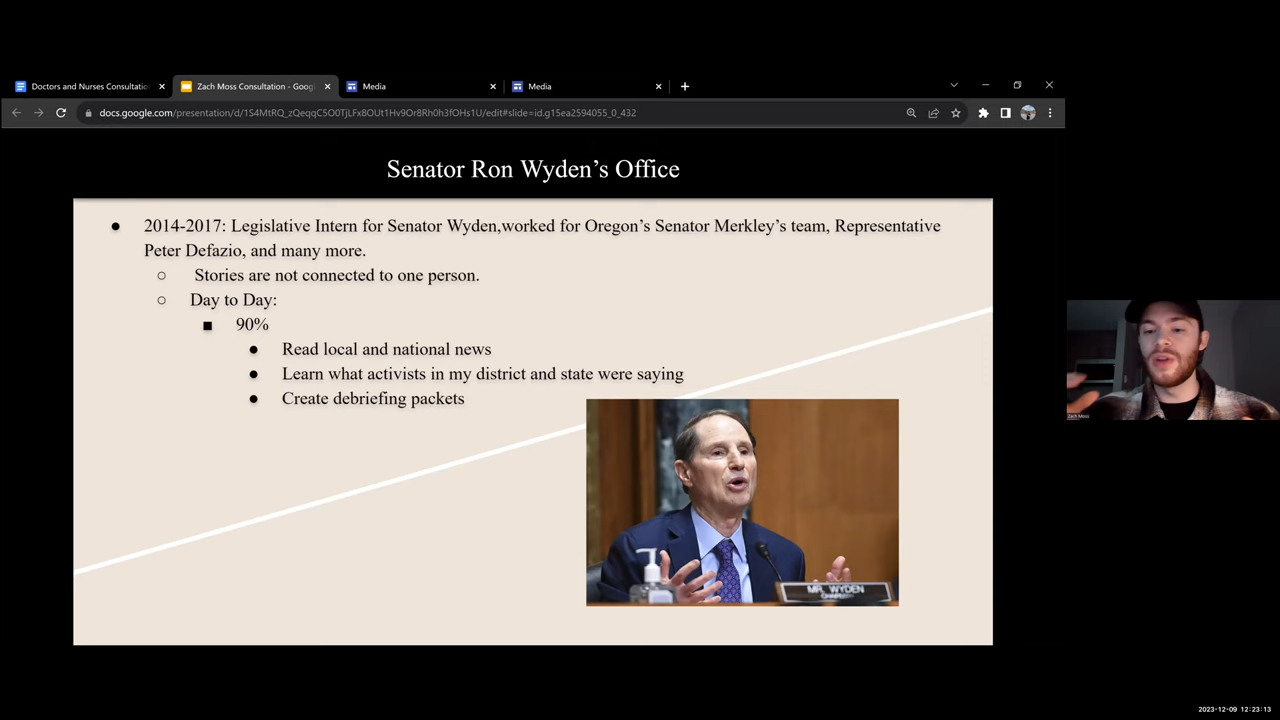 Doctors and Nurses Consultatio
Zach Moss Consultation - Goog
Media
Media
docs.google.com/presentation/d/1S4MtRQ_zQeqqC5O0TjLFx8OUt1Hv9Or8Rh0h3fOHs1U/edit#slide=id.g15ea2594055_0_432
Senator Ron Wyden's Office
2014-2017: Legislative Intern for Senator Wyden,worked for Oregon's Senator Merkley's team, Representative
Peter Defazio, and many more.
Stories are not connected to one person.
Day to Day:
90%
Read local and national news
Learn what activists in my district and state were saying
Create debriefing packets
MR. WYDEN
Zach Moss
2023-12-09 12:23:13